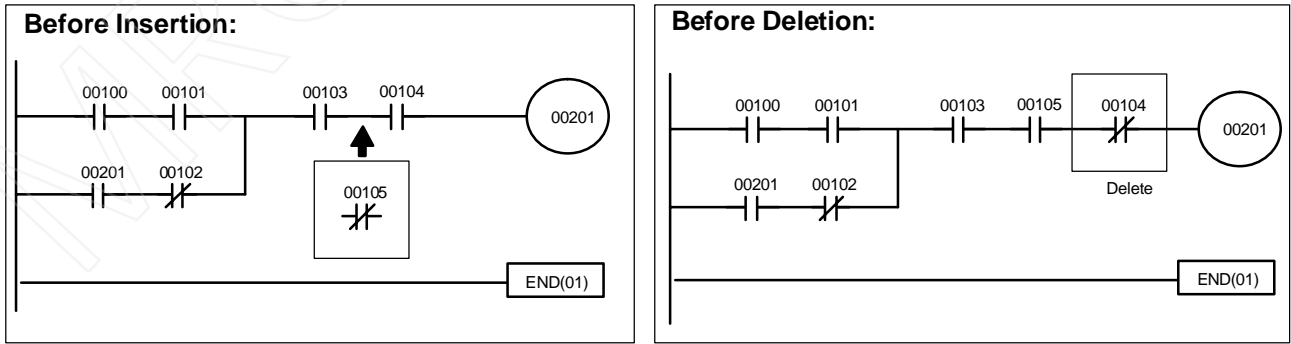 Before Insertion:
00100 00101 00103 00104
00201
00201 00102
00105
END(01)
Before Deletion:
00100 00101 00103 00105 00104
00201
00201 00102
Delete
END(01)